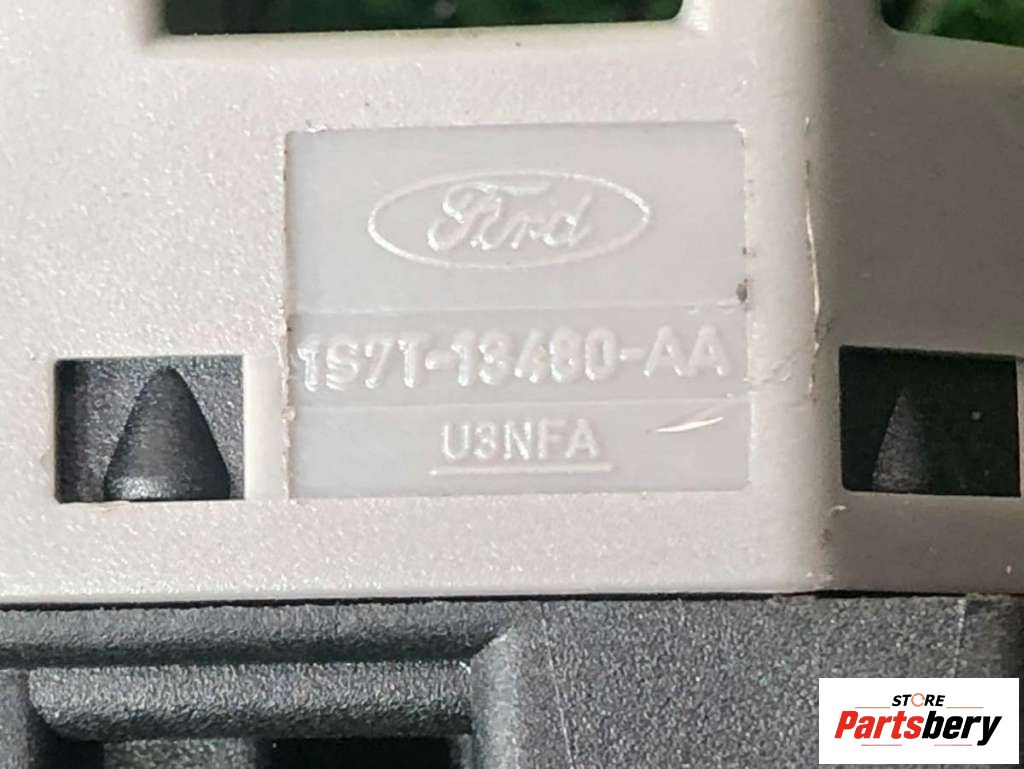 Ford
1S7T-13480-AA
U3NFA
STORE
Partsbery